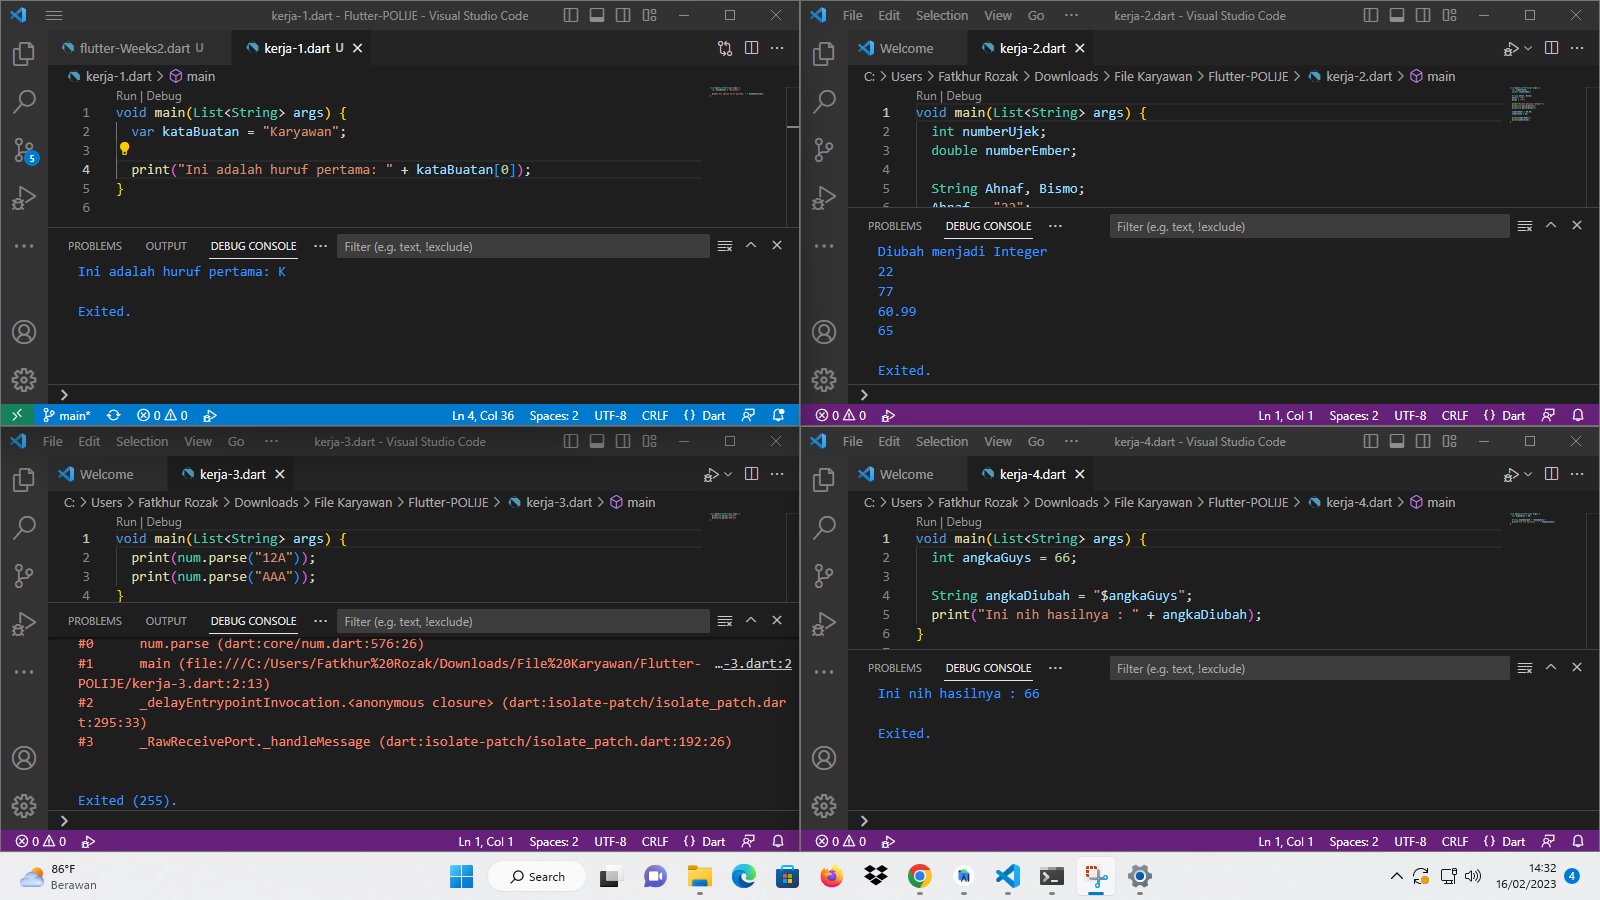 kerja-1.dart - Flutter-POLIJE - Visual Studio Code
flutter-Weeks2.dart U
kerja-1.dart U
kerja-1.dart > main
Run | Debug
1 void main(List<String> args) {
2 var kataBuatan = "Karyawan";
3
4 print("Ini adalah huruf pertama: " + kataBuatan[0]);
5 }
6
5
PROBLEMS OUTPUT DEBUG CONSOLE ··· Filter (e.g. text, !exclude)
Ini adalah huruf pertama: K
Exited.
main* 0 0 Ln 4, Col 36 Spaces: 2 UTF-8 CRLF {} Dart
File Edit Selection View Go ··· kerja-2.dart - Visual Studio Code
Welcome kerja-2.dart
C: > Users > Fatkhur Rozak > Downloads > File Karyawan > Flutter-POLIJE > kerja-2.dart > main
Run | Debug
1 void main(List<String> args) {
2 int numberUjek;
3 double numberEmber;
4
5 String Ahnaf, Bismo;
6 Ahnaf = "22";
PROBLEMS DEBUG CONSOLE ··· Filter (e.g. text, !exclude)
Diubah menjadi Integer
22
77
60.99
65
Exited.
0 0 Ln 1, Col 1 Spaces: 2 UTF-8 CRLF {} Dart
File Edit Selection View Go ··· kerja-3.dart - Visual Studio Code
Welcome kerja-3.dart
C: > Users > Fatkhur Rozak > Downloads > File Karyawan > Flutter-POLIJE > kerja-3.dart > main
Run | Debug
1 void main(List<String> args) {
2 print(num.parse("12A"));
3 print(num.parse("AAA"));
4 }
PROBLEMS OUTPUT DEBUG CONSOLE ··· Filter (e.g. text, !exclude)
#0 num.parse (dart:core/num.dart:576:26)
#1 main (file:///C:/Users/Fatkhur%20Rozak/Downloads/File%20Karyawan/Flutter- …-3.dart:2
POLIJE/kerja-3.dart:2:13)
#2 _delayEntrypointInvocation.<anonymous closure> (dart:isolate-patch/isolate_patch.dar
t:295:33)
#3 _RawReceivePort._handleMessage (dart:isolate-patch/isolate_patch.dart:192:26)
Exited (255).
0 0 Ln 1, Col 1 Spaces: 2 UTF-8 CRLF {} Dart
File Edit Selection View Go ··· kerja-4.dart - Visual Studio Code
Welcome kerja-4.dart
C: > Users > Fatkhur Rozak > Downloads > File Karyawan > Flutter-POLIJE > kerja-4.dart > main
Run | Debug
1 void main(List<String> args) {
2 int angkaGuys = 66;
3
4 String angkaDiubah = "$angkaGuys";
5 print("Ini nih hasilnya : " + angkaDiubah);
6 }
PROBLEMS DEBUG CONSOLE ··· Filter (e.g. text, !exclude)
Ini nih hasilnya : 66
Exited.
0 0 Ln 1, Col 1 Spaces: 2 UTF-8 CRLF {} Dart
86°F
Berawan
Search
14:32
16/02/2023
4